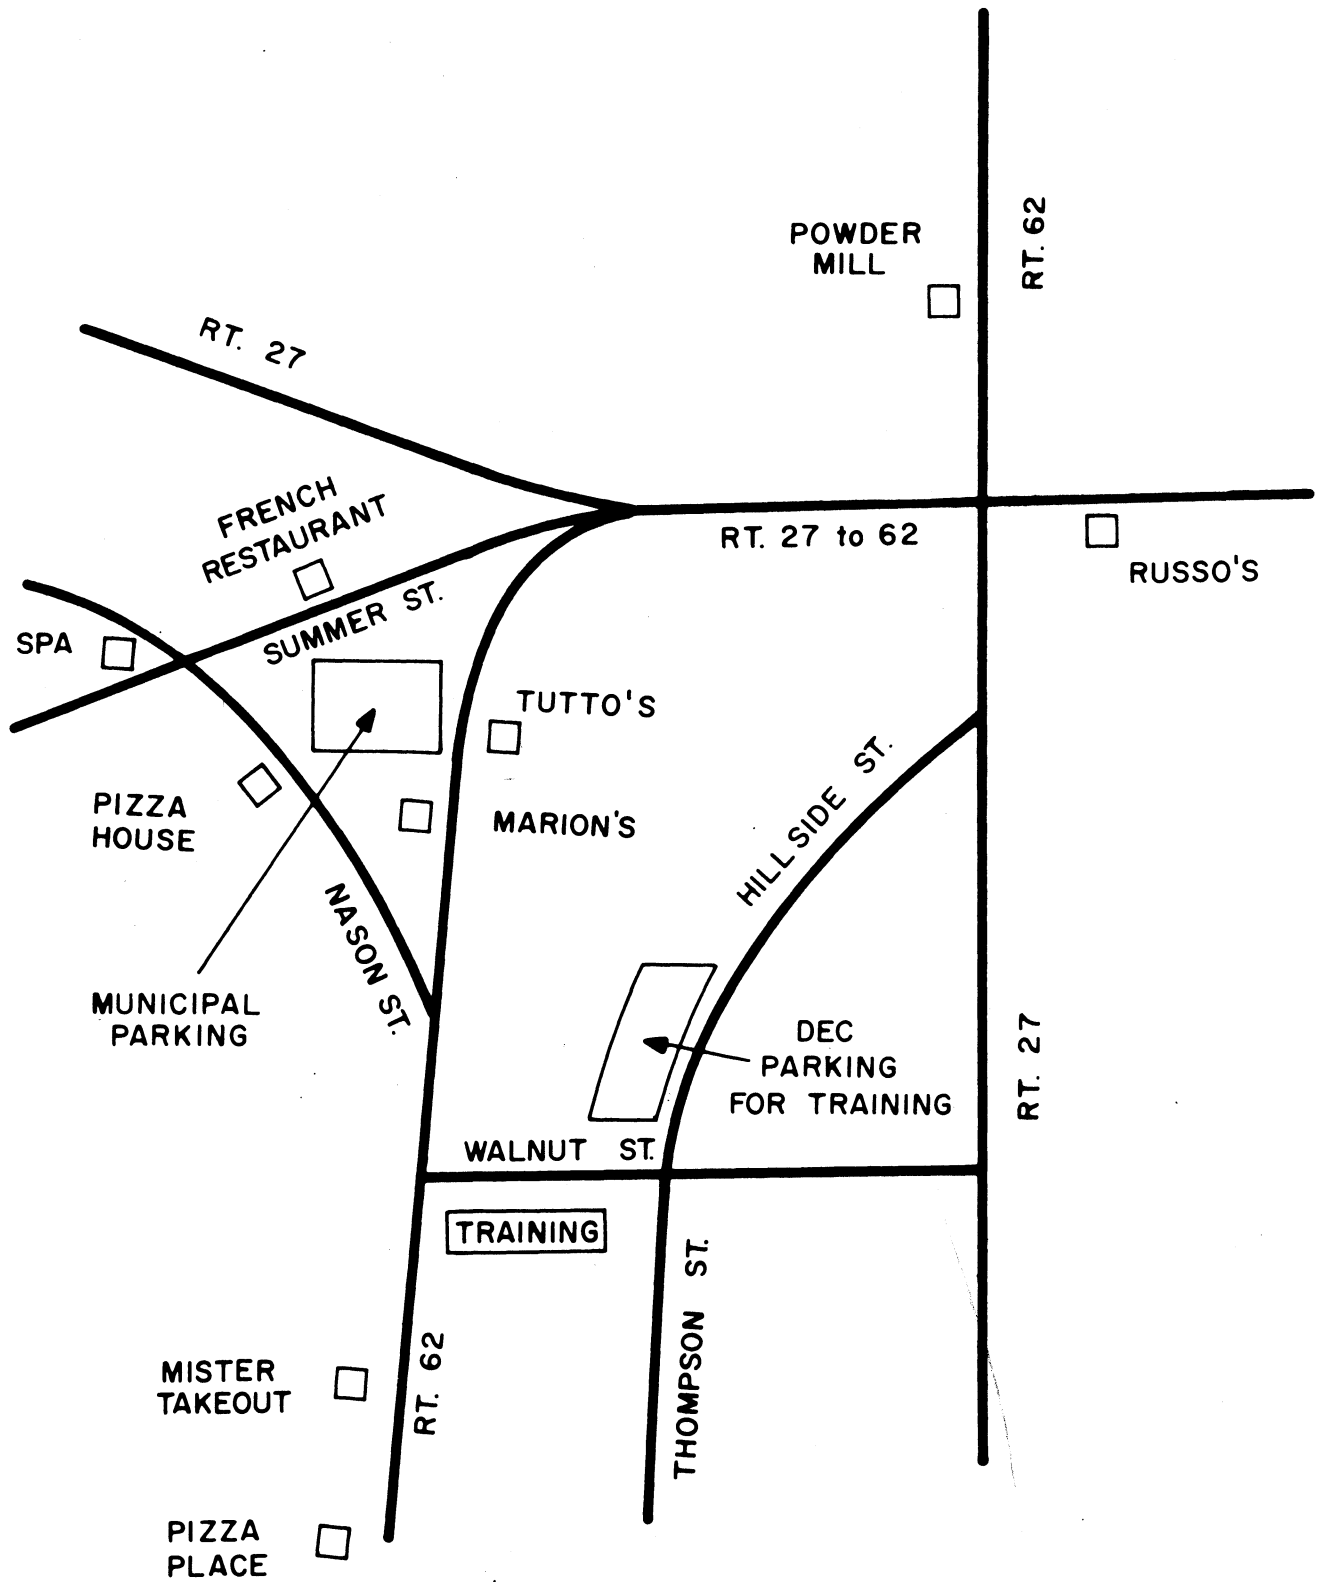 POWDER
MILL
RT. 62
RT. 27
FRENCH
RESTAURANT
RT. 27 to 62
RUSSO'S
SUMMER ST.
SPA
TUTTO'S
PIZZA
HOUSE
MARION'S
HILLSIDE ST.
NASON ST.
MUNICIPAL
PARKING
DEC
PARKING
FOR TRAINING
RT. 27
WALNUT ST.
TRAINING
THOMPSON ST.
MISTER
TAKEOUT
RT. 62
PIZZA
PLACE